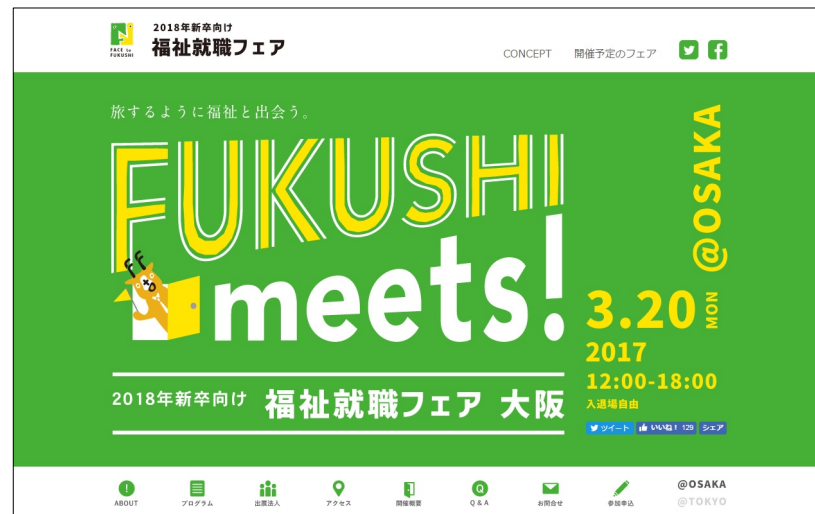 FACE to
FUKUSHI
2018年新卒向け
福祉就職フェア
CONCEPT
開催予定のフェア
旅するように福祉と出会う。
FUKUSHI
meets!
@OSAKA
3.20 MON
2017
12:00-18:00
入退場自由
ツイート
いいね! 129
シェア
2018年新卒向け 福祉就職フェア 大阪
ABOUT
プログラム
出展法人
アクセス
開催概要
Q & A
お問合せ
参加申込
@OSAKA
@TOKYO